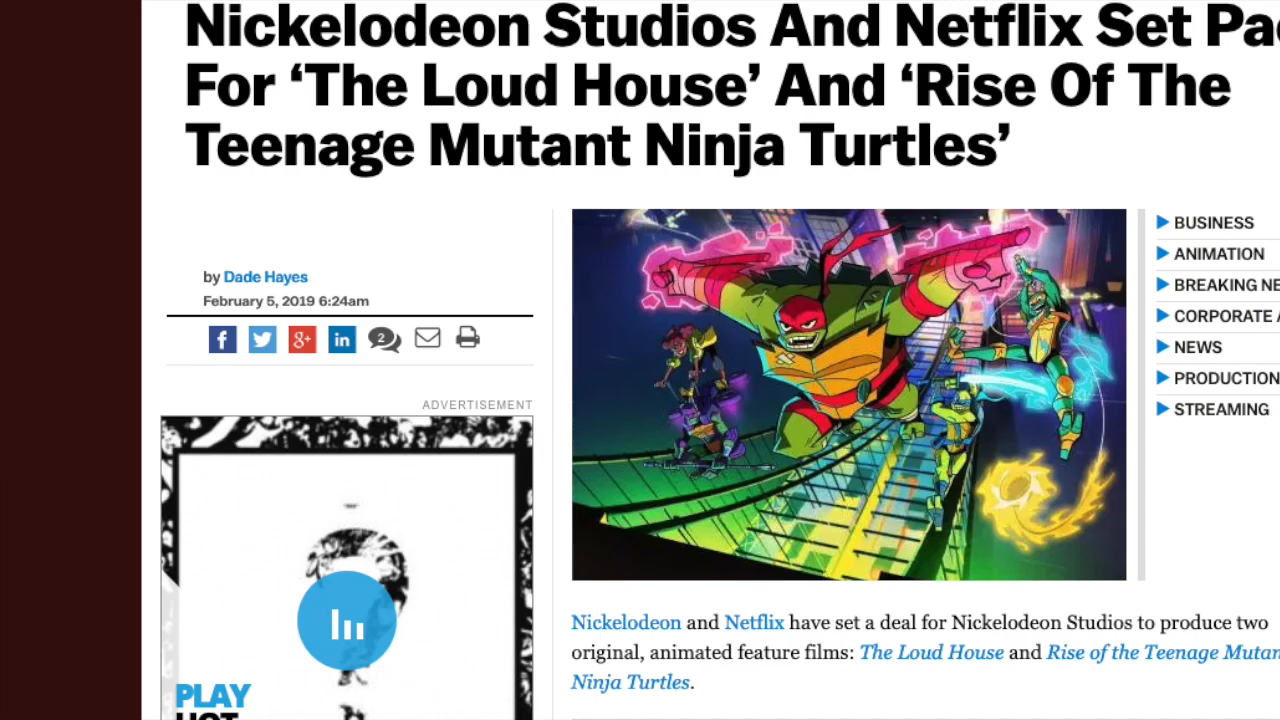 Nickelodeon Studios And Netflix Set
For ‘The Loud House’ And ‘Rise Of The
Teenage Mutant Ninja Turtles’
by Dade Hayes
February 5, 2019 6:24am
f
g+
in
2
ADVERTISEMENT
PLAY
HOT
BUSINESS
ANIMATION
BREAKING
CORPORATE
NEWS
PRODUCTION
STREAMING
Nickelodeon and Netflix have set a deal for Nickelodeon Studios to produce two
original, animated feature films: The Loud House and Rise of the Teenage
Ninja Turtles.